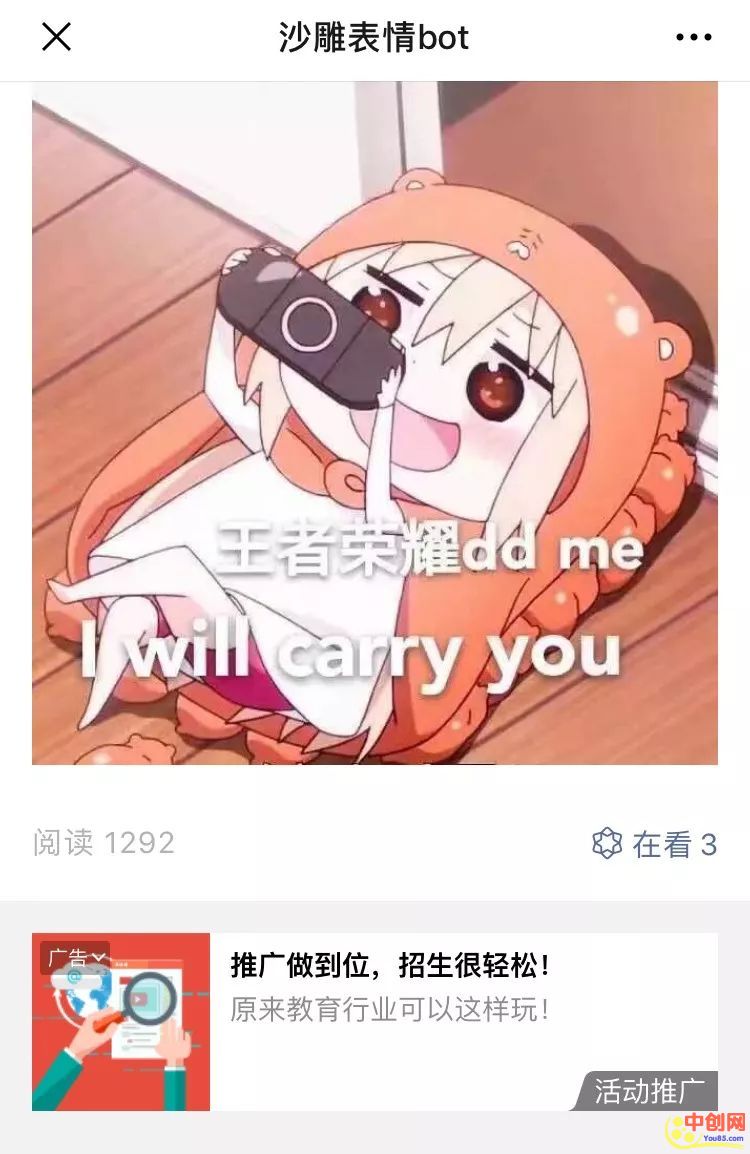 沙雕表情bot
王者荣耀dd me
I will carry you
阅读 1292
在看 3
广告
推广做到位，招生很轻松！
原来教育行业可以这样玩！
活动推广
中创网
You85.com